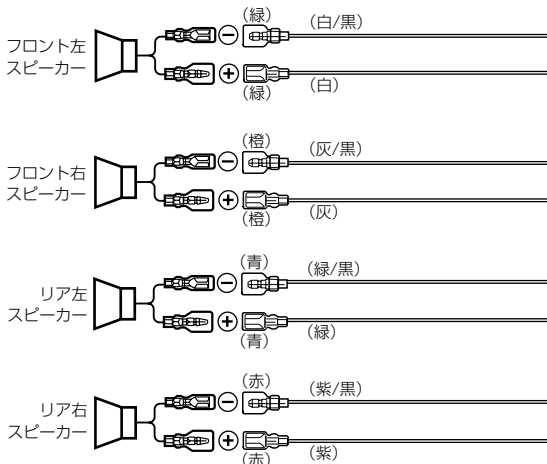 フロント左
スピーカー
(緑)
(白/黒)
(緑)
(白)
フロント右
スピーカー
(橙)
(灰/黒)
(橙)
(灰)
リア左
スピーカー
(青)
(緑/黒)
(青)
(緑)
リア右
スピーカー
(赤)
(紫/黒)
(赤)
(紫)